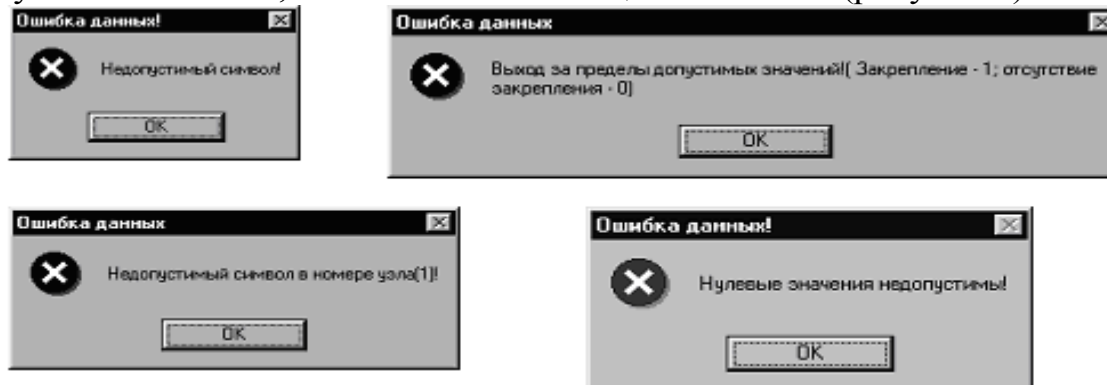 Ошибка данных!
Недопустимый символ!
OK
Ошибка данных
Выход за пределы допустимых значений!( Закрепление - 1; отсутствие
закрепления - 0)
OK
Ошибка данных
Недопустимый символ в номере узла(1)!
OK
Ошибка данных!
Нулевые значения недопустимы!
OK